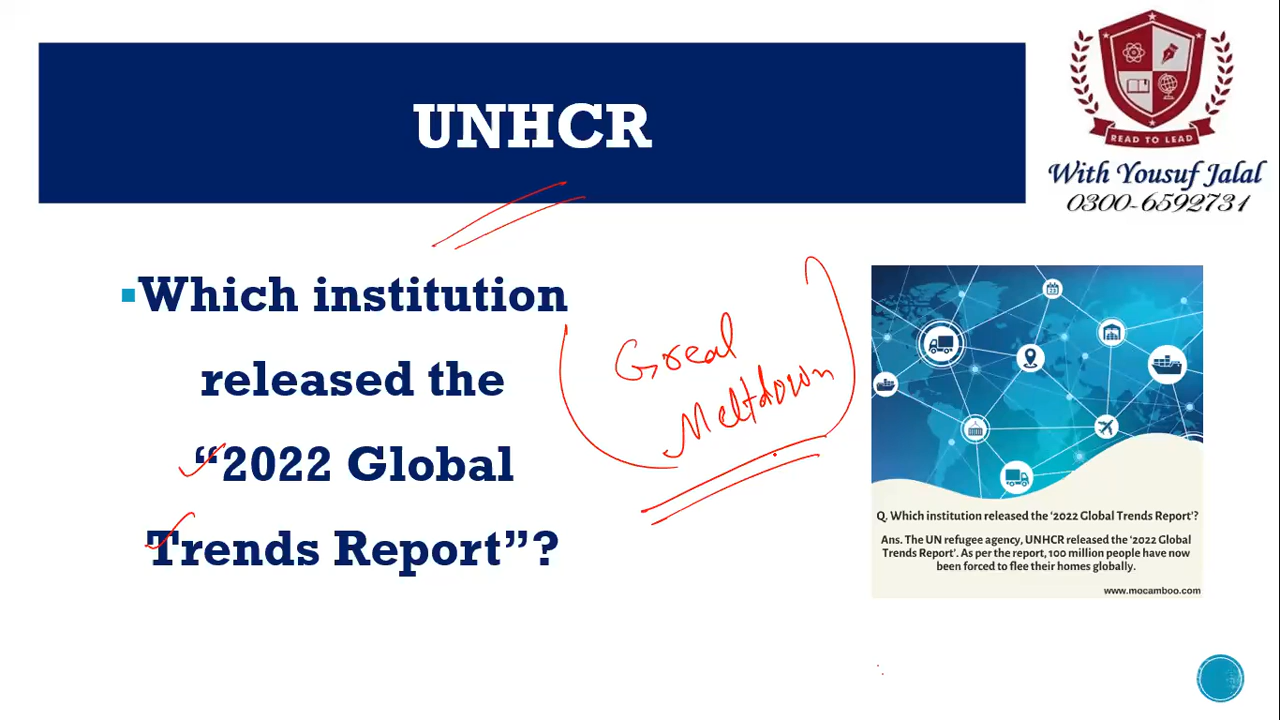 UNHCR
READ TO LEAD
With Yousuf Jalal
0300-6592731
Which institution
released the
“2022 Global
Trends Report”?
Great
Meltdown
Q. Which institution released the ‘2022 Global Trends Report’?
Ans. The UN refugee agency, UNHCR released the ‘2022 Global
Trends Report’. As per the report, 100 million people have now
been forced to flee their homes globally.
www.mocamboo.com